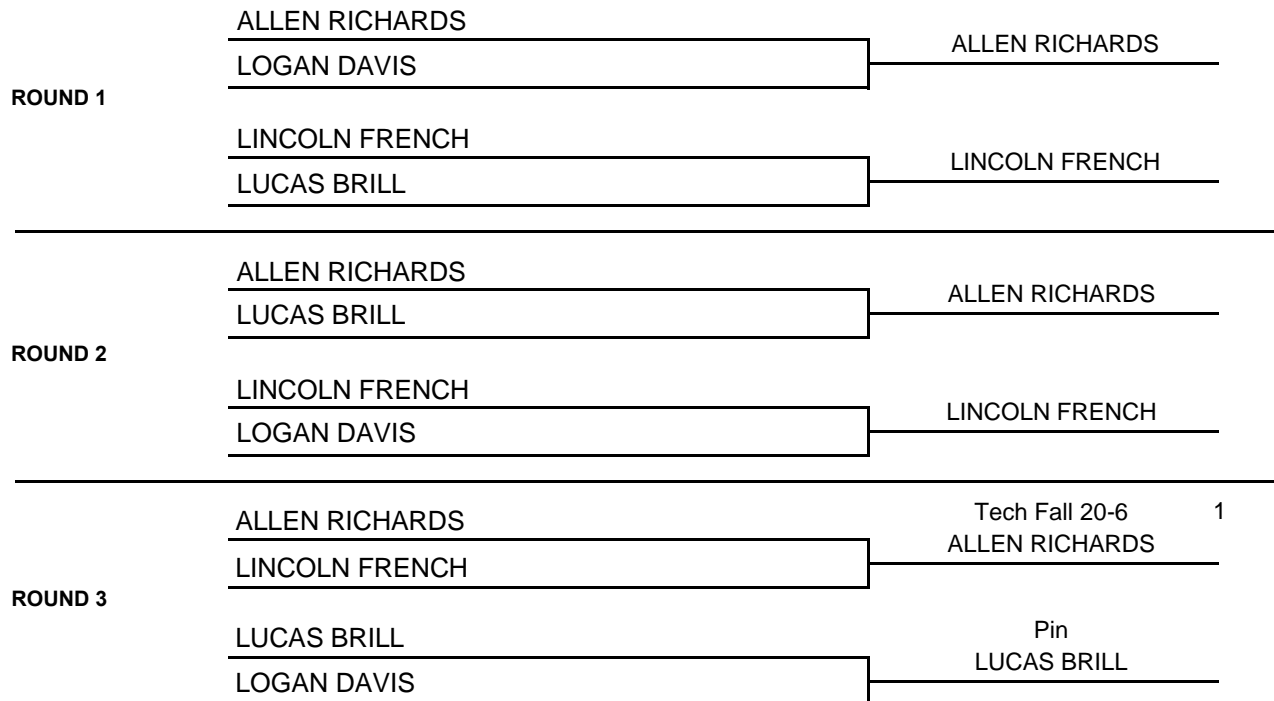 ALLEN RICHARDS
ALLEN RICHARDS
LOGAN DAVIS
ROUND 1
LINCOLN FRENCH
LINCOLN FRENCH
LUCAS BRILL
ALLEN RICHARDS
ALLEN RICHARDS
LUCAS BRILL
ROUND 2
LINCOLN FRENCH
LINCOLN FRENCH
LOGAN DAVIS
Tech Fall 20-6 1
ALLEN RICHARDS
ALLEN RICHARDS
LINCOLN FRENCH
ROUND 3
Pin
LUCAS BRILL
LUCAS BRILL
LOGAN DAVIS